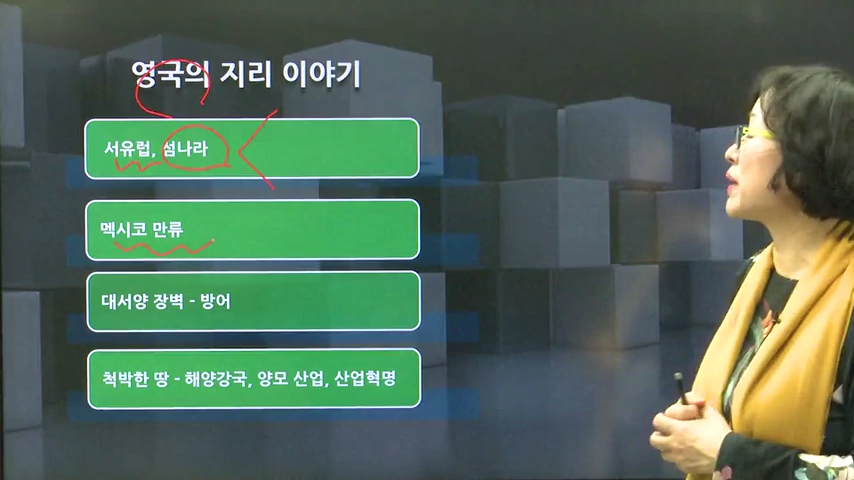 영국의 지리 이야기
서유럽, 섬나라
멕시코 만류
대서양 장벽 - 방어
척박한 땅 - 해양강국, 양모 산업, 산업혁명